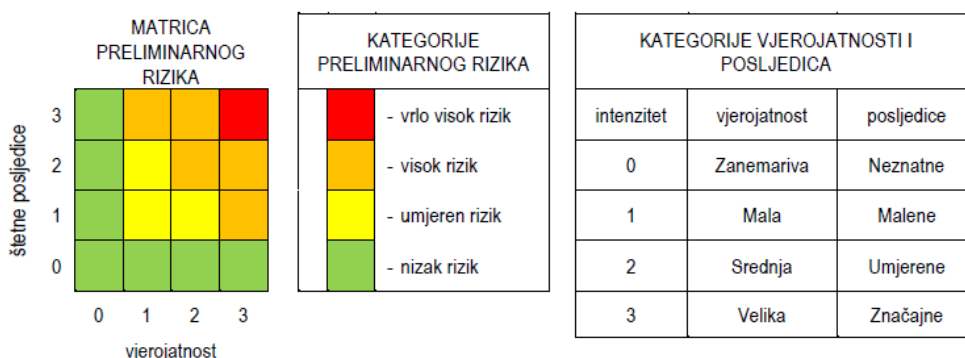 MATRICA
PRELIMINARNOG
RIZIKA
štetne posljedice
3
2
1
0
0 1 2 3
vjerojatnost
KATEGORIJE
PRELIMINARNOG RIZIKA
- vrlo visok rizik
- visok rizik
- umjeren rizik
- nizak rizik
KATEGORIJE VJEROJATNOSTI I
POSLJEDICA
intenzitet vjerojatnost posljedice
0 Zanemariva Neznatne
1 Mala Malene
2 Srednja Umjerene
3 Velika Značajne